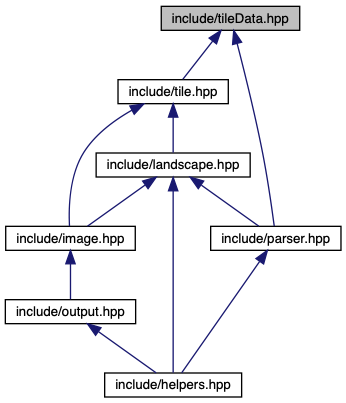 include/tileData.hpp
include/tile.hpp
include/landscape.hpp
include/image.hpp
include/parser.hpp
include/output.hpp
include/helpers.hpp